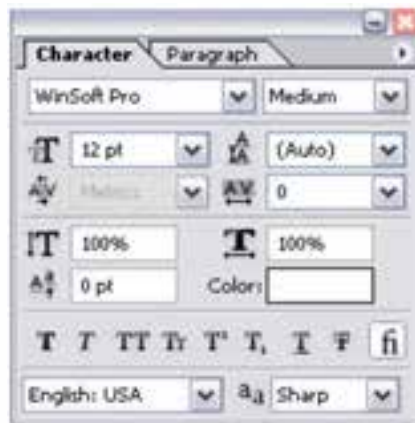 Character Paragraph
WinSoft Pro Medium
12 pt (Auto)
Metrics 0
100% 100%
0 pt Color:
T T TT Tr T¹ T₁ T T fi
English: USA aa Sharp